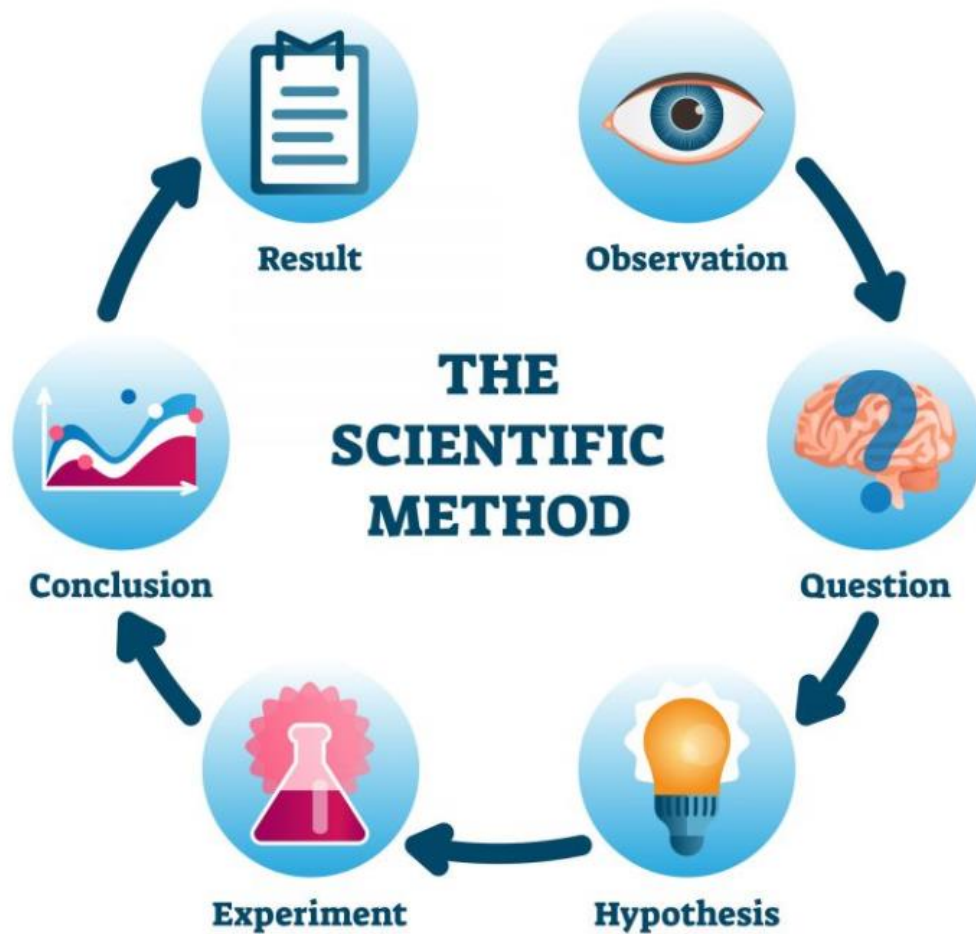 Result
Observation
THE
SCIENTIFIC
METHOD
Conclusion
Question
Experiment
Hypothesis